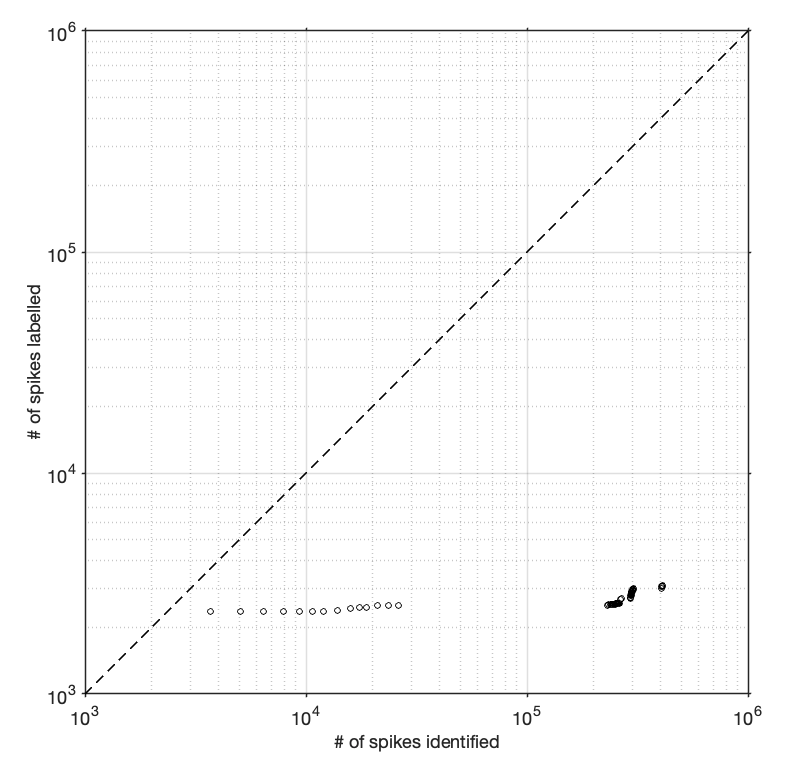 10^6
10^5
10^4
10^3
# of spikes labelled
10^3 10^4 10^5 10^6
# of spikes identified